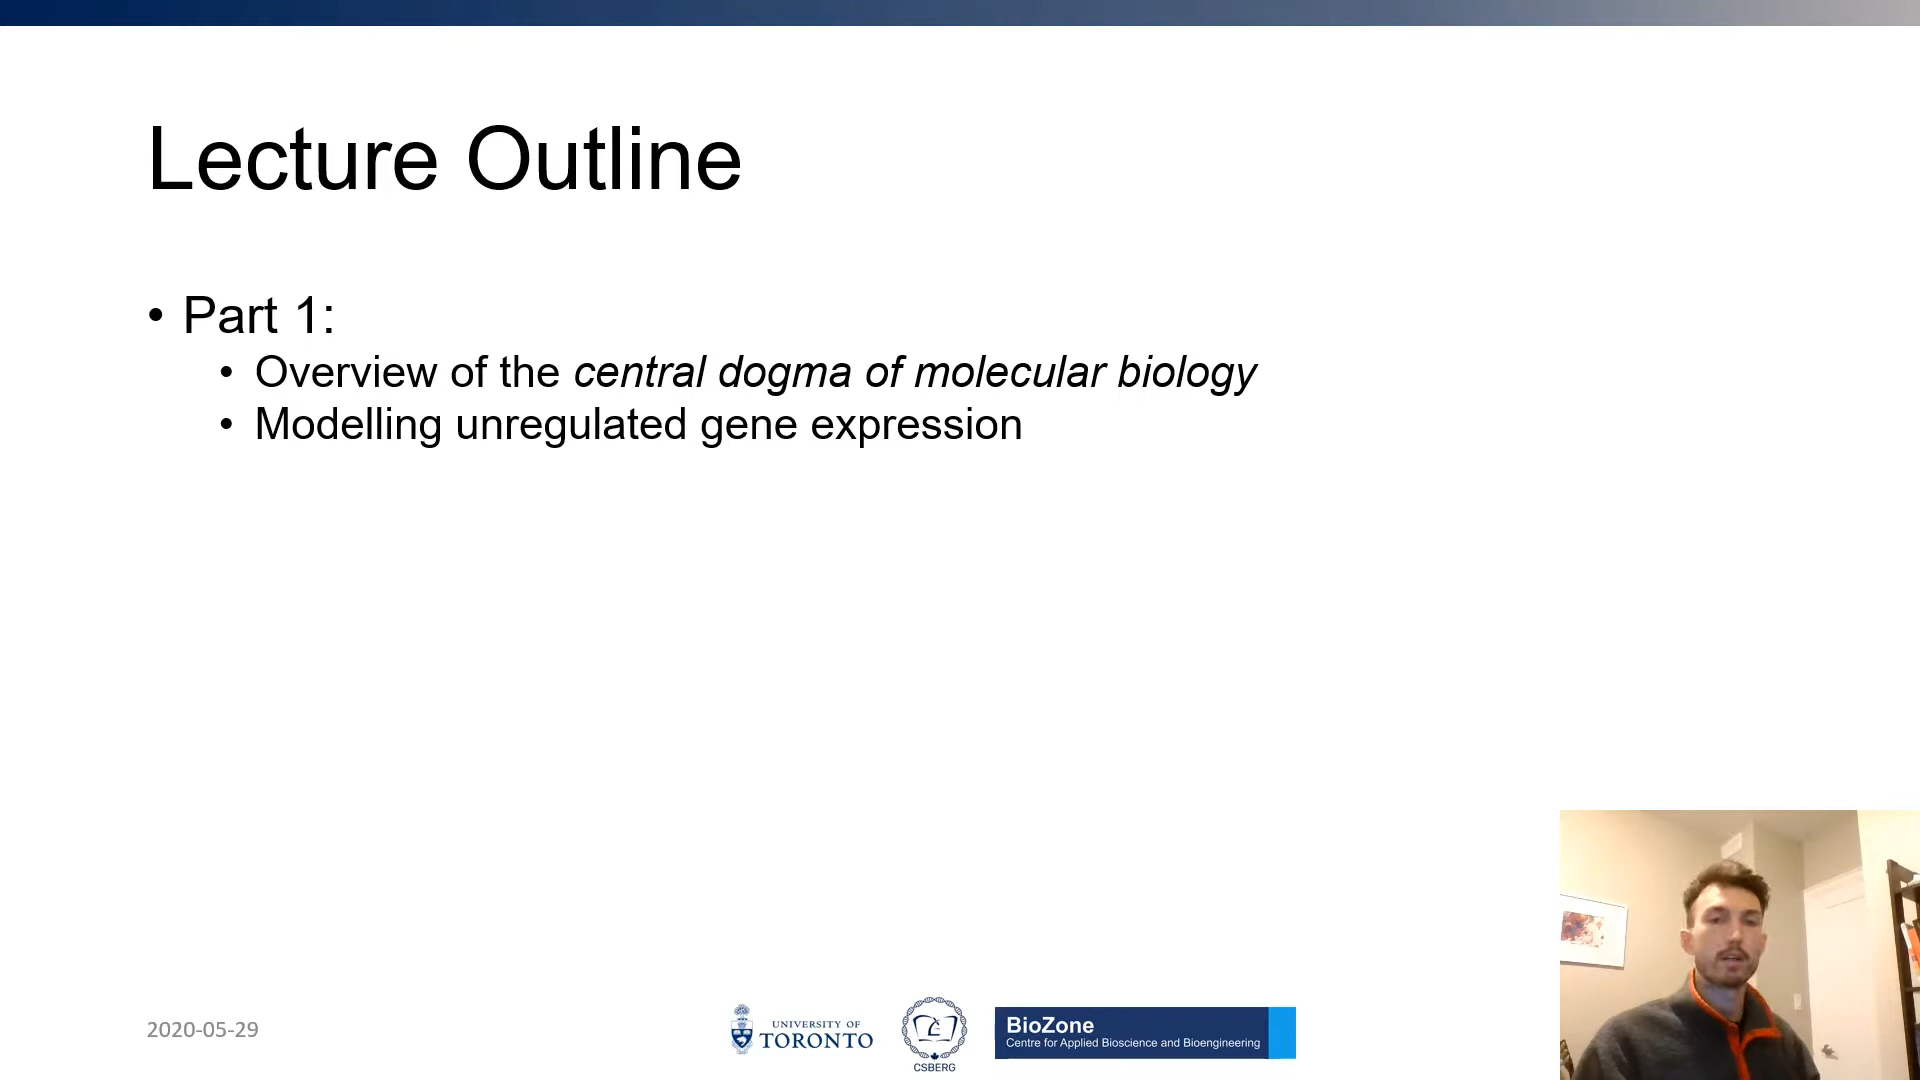 Lecture Outline
• Part 1:
• Overview of the central dogma of molecular biology
• Modelling unregulated gene expression
2020-05-29
UNIVERSITY OF
TORONTO
CSBERG
BioZone
Centre for Applied Bioscience and Bioengineering